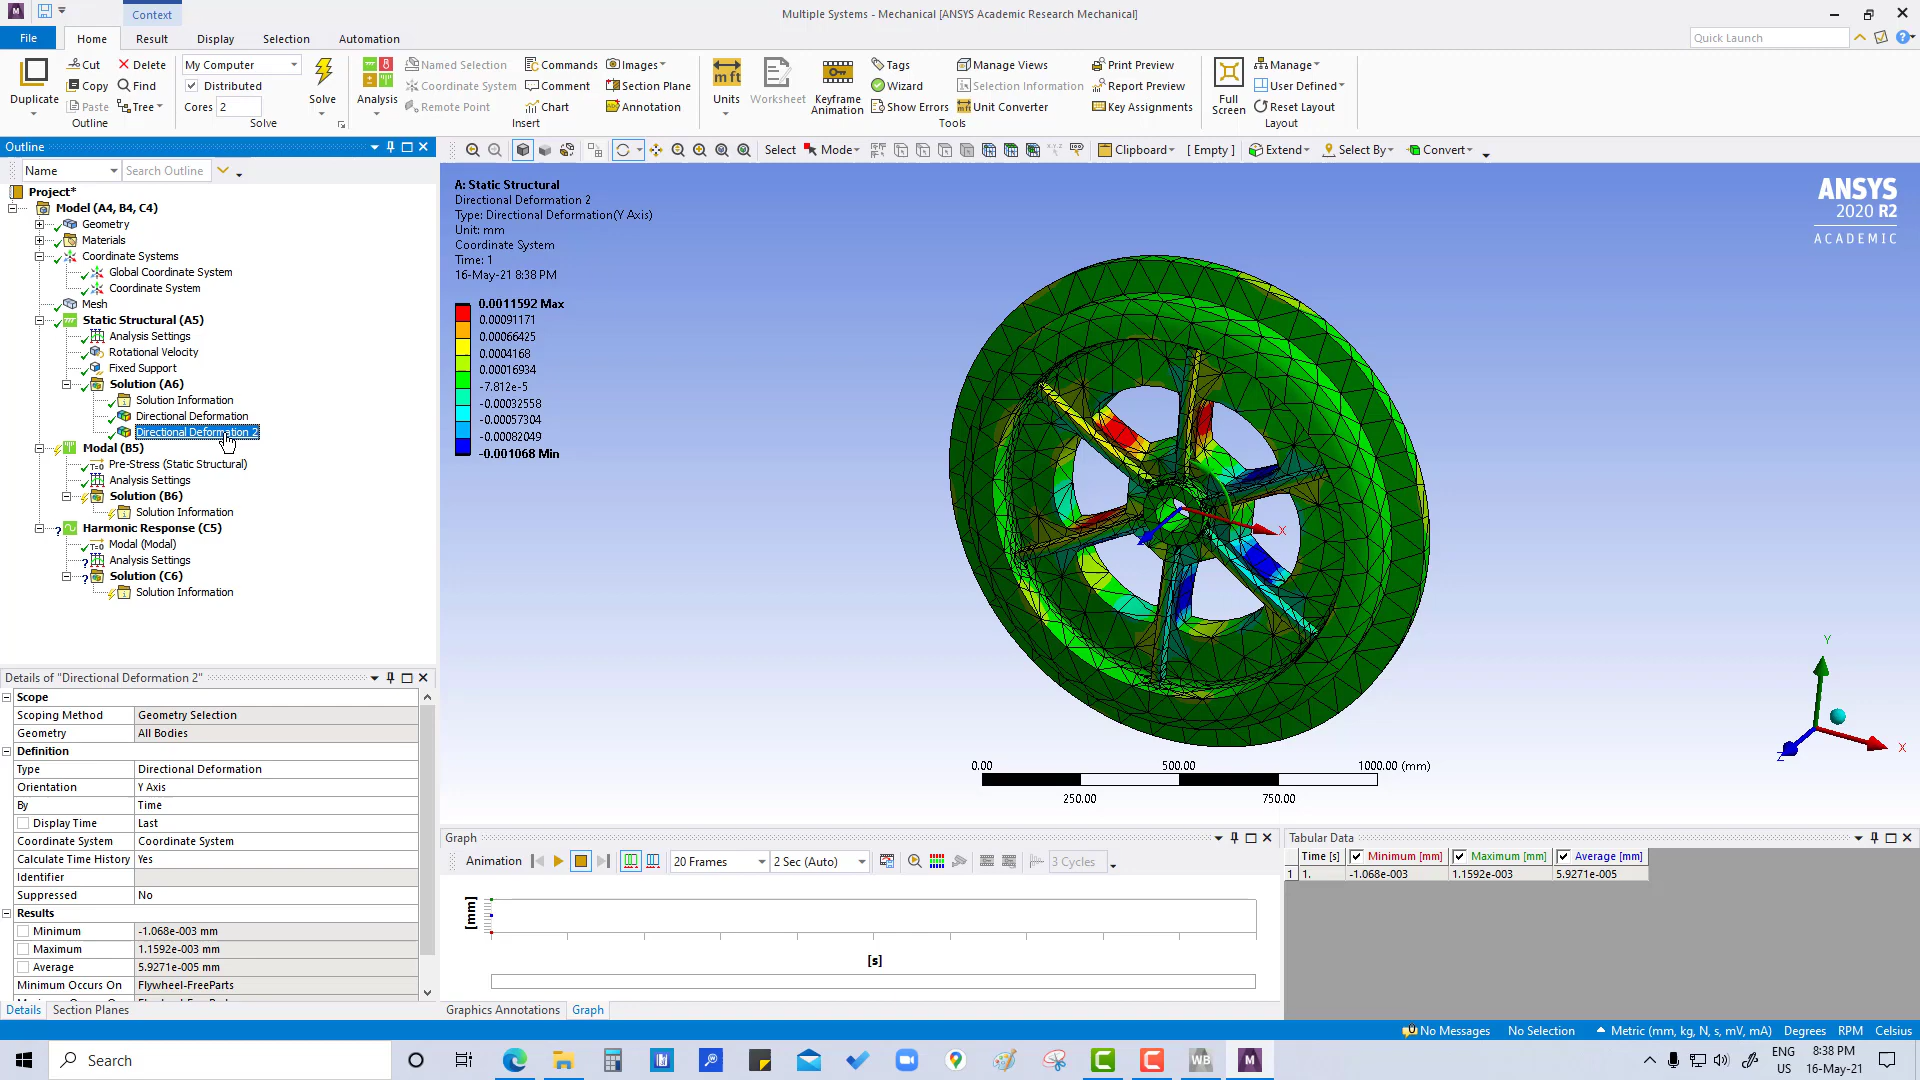 Context
Multiple Systems - Mechanical [ANSYS Academic Research Mechanical]
File
Home
Result
Display
Selection
Automation
Quick Launch
Duplicate
Cut
Copy
Paste
Delete
Find
Tree
Outline
My Computer
Distributed
Cores 2
Solve
Solve
Analysis
Named Selection
Coordinate System
Remote Point
Commands
Comment
Chart
Images
Section Plane
Annotation
Insert
Units
Worksheet
Keyframe Animation
Tags
Wizard
Show Errors
Manage Views
Selection Information
Unit Converter
Print Preview
Report Preview
Key Assignments
Tools
Full Screen
Manage
User Defined
Reset Layout
Layout
Outline
Name
Search Outline
Project*
Model (A4, B4, C4)
Geometry
Materials
Coordinate Systems
Global Coordinate System
Coordinate System
Mesh
Static Structural (A5)
Analysis Settings
Rotational Velocity
Fixed Support
Solution (A6)
Solution Information
Directional Deformation
Directional Deformation 2
Modal (B5)
Pre-Stress (Static Structural)
Analysis Settings
Solution (B6)
Solution Information
Harmonic Response (C5)
Modal (Modal)
Analysis Settings
Solution (C6)
Solution Information
Select
Mode
Clipboard
[ Empty ]
Extend
Select By
Convert
A: Static Structural
Directional Deformation 2
Type: Directional Deformation(Y Axis)
Unit: mm
Coordinate System
Time: 1
16-May-21 8:38 PM
0.0011592 Max
0.00091171
0.00066425
0.0004168
0.00016934
-7.812e-5
-0.00032558
-0.00057304
-0.00082049
-0.001068 Min
ANSYS
2020 R2
ACADEMIC
X
Y
X
Z
0.00
500.00
1000.00 (mm)
250.00
750.00
Details of "Directional Deformation 2"
Scope
Scoping Method Geometry Selection
Geometry All Bodies
Definition
Type Directional Deformation
Orientation Y Axis
By Time
Display Time Last
Coordinate System Coordinate System
Calculate Time History Yes
Identifier
Suppressed No
Results
Minimum -1.068e-003 mm
Maximum 1.1592e-003 mm
Average 5.9271e-005 mm
Minimum Occurs On Flywheel-FreeParts
Details
Section Planes
Graph
Animation
20 Frames
2 Sec (Auto)
3 Cycles
[mm]
[s]
Graphics Annotations
Graph
Tabular Data
Time [s] Minimum [mm] Maximum [mm] Average [mm]
1 1. -1.068e-003 1.1592e-003 5.9271e-005
No Messages
No Selection
Metric (mm, kg, N, s, mV, mA)
Degrees
RPM
Celsius
Search
WB
M
ENG
US
8:38 PM
16-May-21